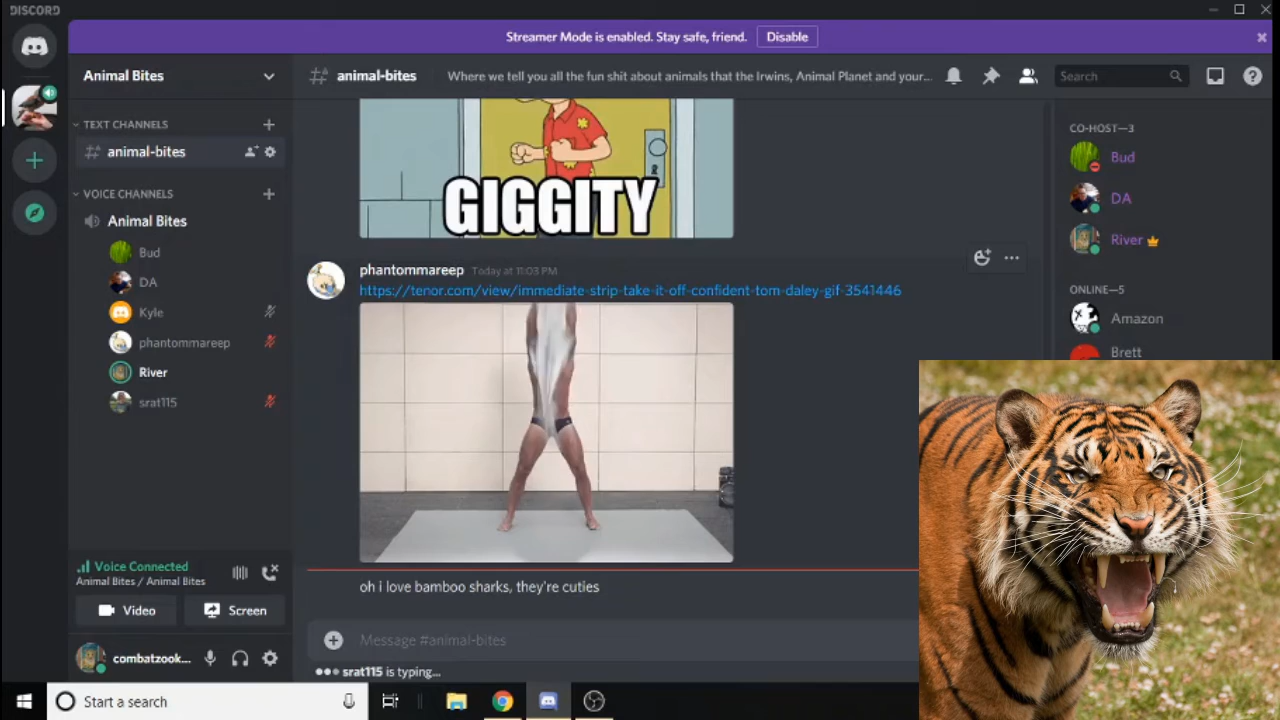 DISCORD
Streamer Mode is enabled. Stay safe, friend. Disable
Animal Bites
animal-bites Where we tell you all the fun shit about animals that the Irwins, Animal Planet and your...
Search
TEXT CHANNELS
animal-bites
VOICE CHANNELS
Animal Bites
Bud
DA
Kyle
phantommareep
River
srat115
Voice Connected
Animal Bites / Animal Bites
Video
Screen
combatzook...
GIGGITY
phantommareep Today at 11:03 PM
https://tenor.com/view/immediate-strip-take-it-off-confident-tom-daley-gif-3541446
oh i love bamboo sharks, they're cuties
Message #animal-bites
srat115 is typing...
CO-HOST—3
Bud
DA
River
ONLINE—5
Amazon
Brett
Start a search